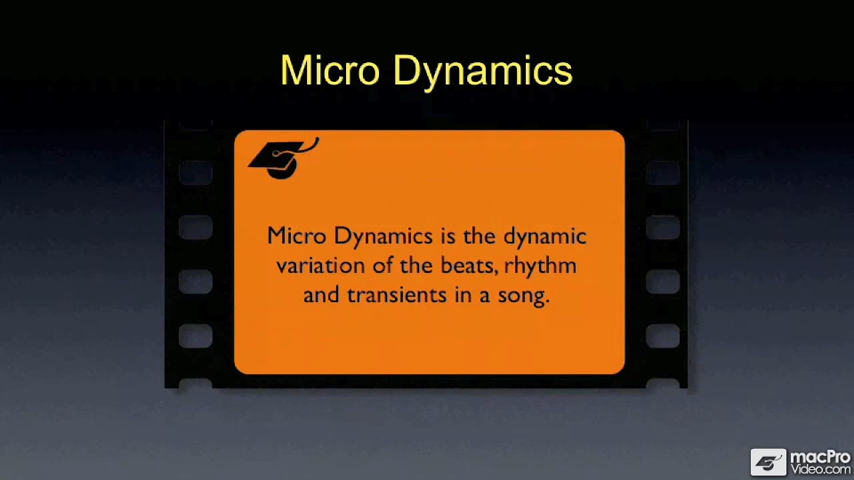 Micro Dynamics
Micro Dynamics is the dynamic
variation of the beats, rhythm
and transients in a song.
macPro
Video.com